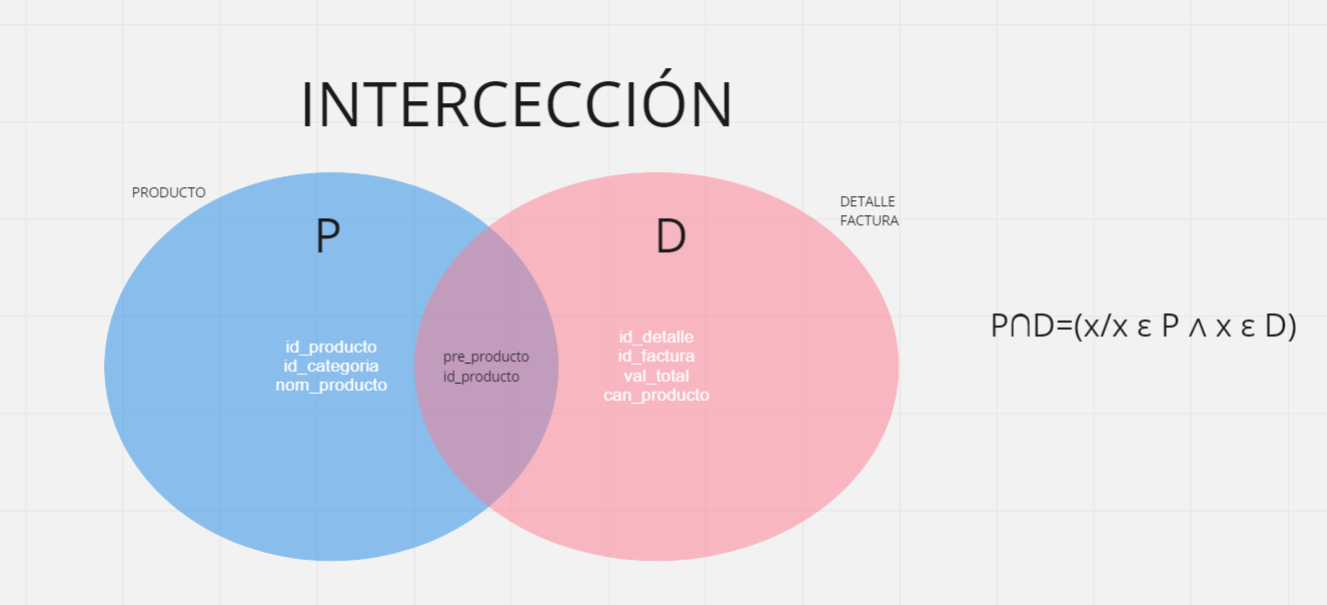 INTERCECCIÓN
PRODUCTO
DETALLE
FACTURA
P
D
id_producto
id_categoria
nom_producto
pre_producto
id_producto
id_detalle
id_factura
val_total
can_producto
P∩D=(x/x ε P ∧ x ε D)